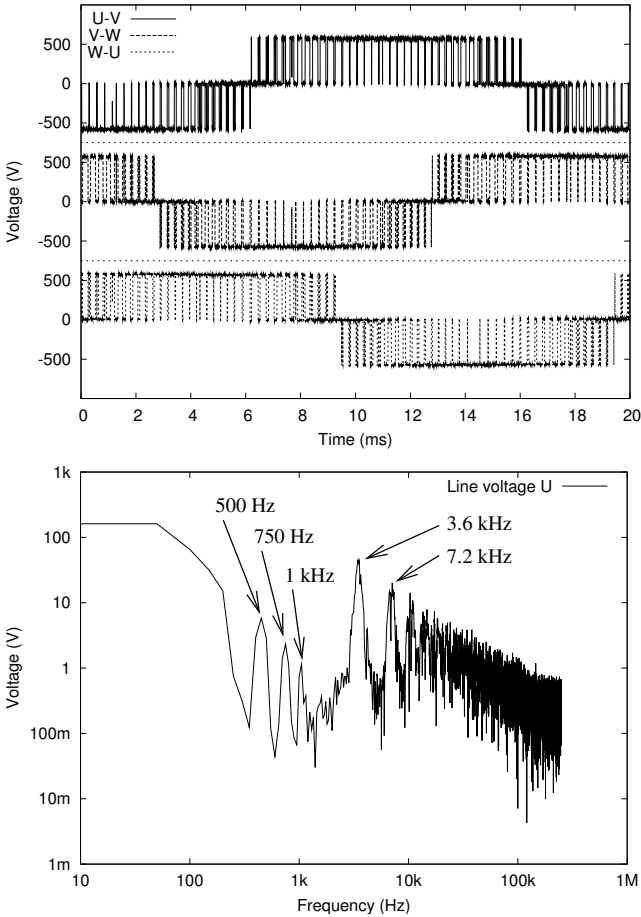 U-V
V-W
W-U
Voltage (V)
500
0
-500
500
0
-500
500
0
-500
0 2 4 6 8 10 12 14 16 18 20
Time (ms)
Line voltage U
500 Hz
750 Hz
1 kHz
3.6 kHz
7.2 kHz
Voltage (V)
1k
100
10
1
100m
10m
1m
10 100 1k 10k 100k 1M
Frequency (Hz)